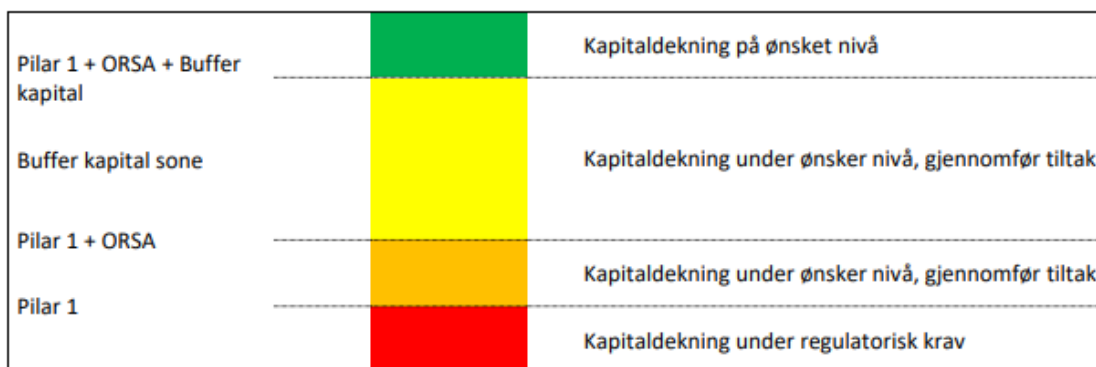 Kapitaldekning på ønsket nivå
Pilar 1 + ORSA + Buffer
kapital
Buffer kapital sone
Kapitaldekning under ønsker nivå, gjennomfør tiltak
Pilar 1 + ORSA
Kapitaldekning under ønsker nivå, gjennomfør tiltak
Pilar 1
Kapitaldekning under regulatorisk krav